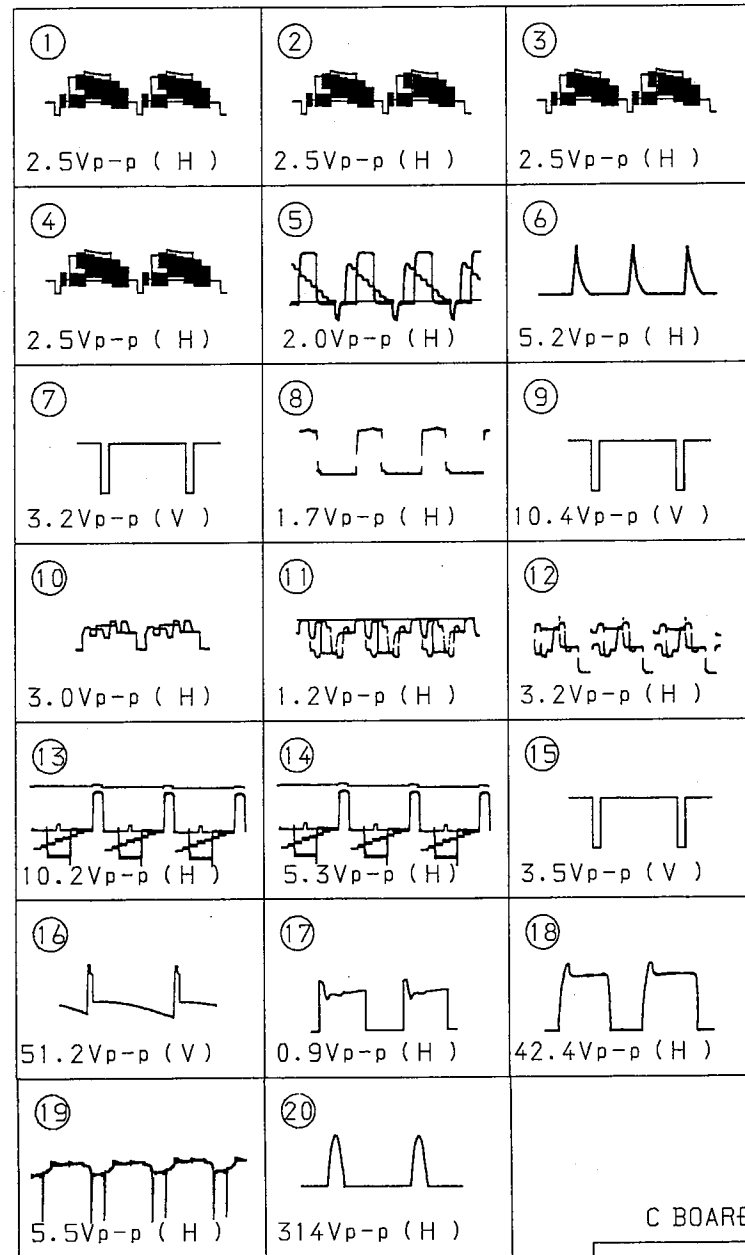 ① ② ③
2.5Vp-p ( H ) 2.5Vp-p ( H ) 2.5Vp-p ( H )
④ ⑤ ⑥
2.5Vp-p ( H ) 2.0Vp-p ( H ) 5.2Vp-p ( H )
⑦ ⑧ ⑨
3.2Vp-p ( V ) 1.7Vp-p ( H ) 10.4Vp-p ( V )
⑩ ⑪ ⑫
3.0Vp-p ( H ) 1.2Vp-p ( H ) 3.2Vp-p ( H )
⑬ ⑭ ⑮
10.2Vp-p ( H ) 5.3Vp-p ( H ) 3.5Vp-p ( V )
⑯ ⑰ ⑱
51.2Vp-p ( V ) 0.9Vp-p ( H ) 42.4Vp-p ( H )
⑲ ⑳
5.5Vp-p ( H ) 314Vp-p ( H )
C BOARD